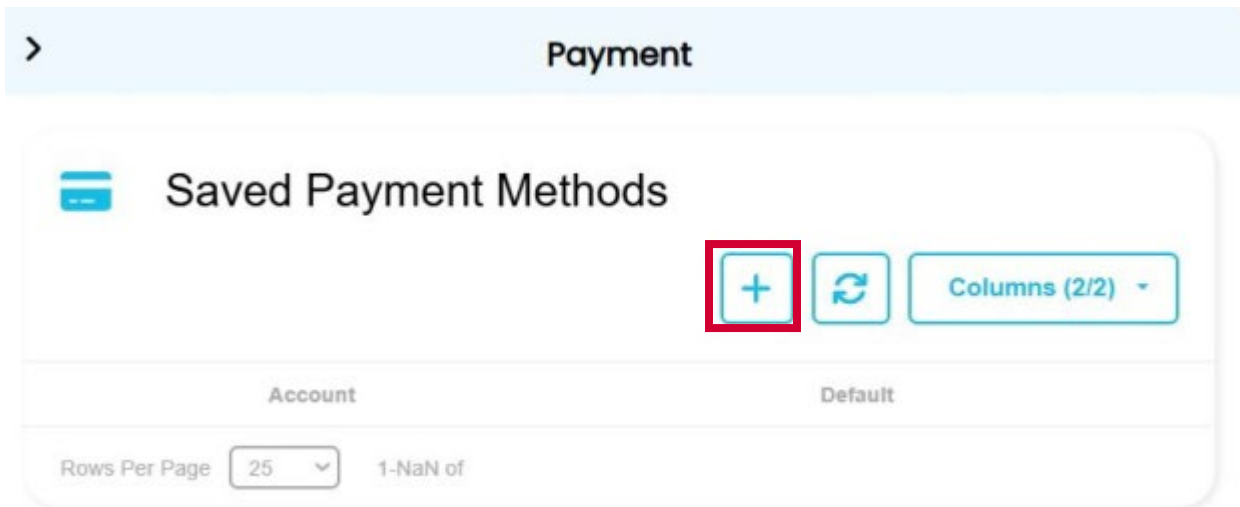 Payment
Saved Payment Methods
Columns (2/2)
Account Default
Rows Per Page 25 1-NaN of